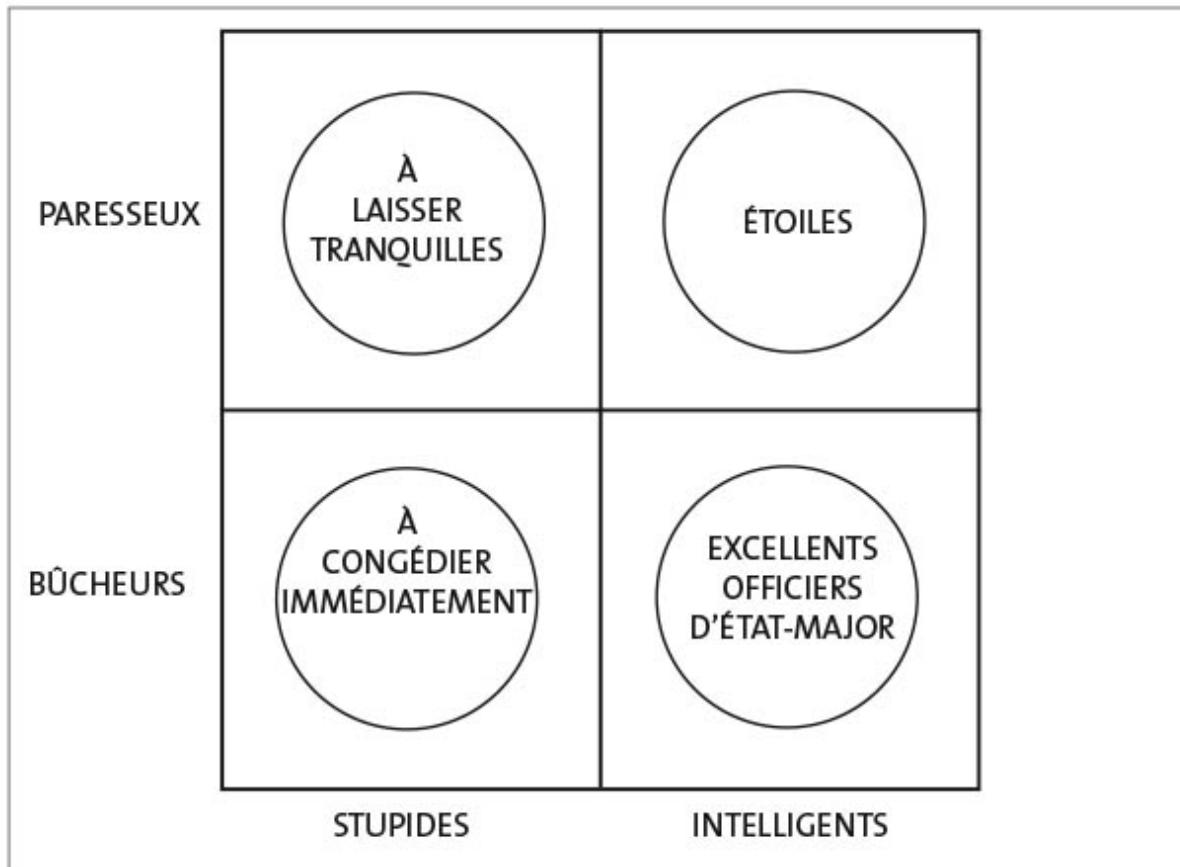 PARESSEUX
À
LAISSER
TRANQUILLES
ÉTOILES
BÛCHEURS
À
CONGÉDIER
IMMÉDIATEMENT
EXCELLENTS
OFFICIERS
D’ÉTAT-MAJOR
STUPIDES
INTELLIGENTS